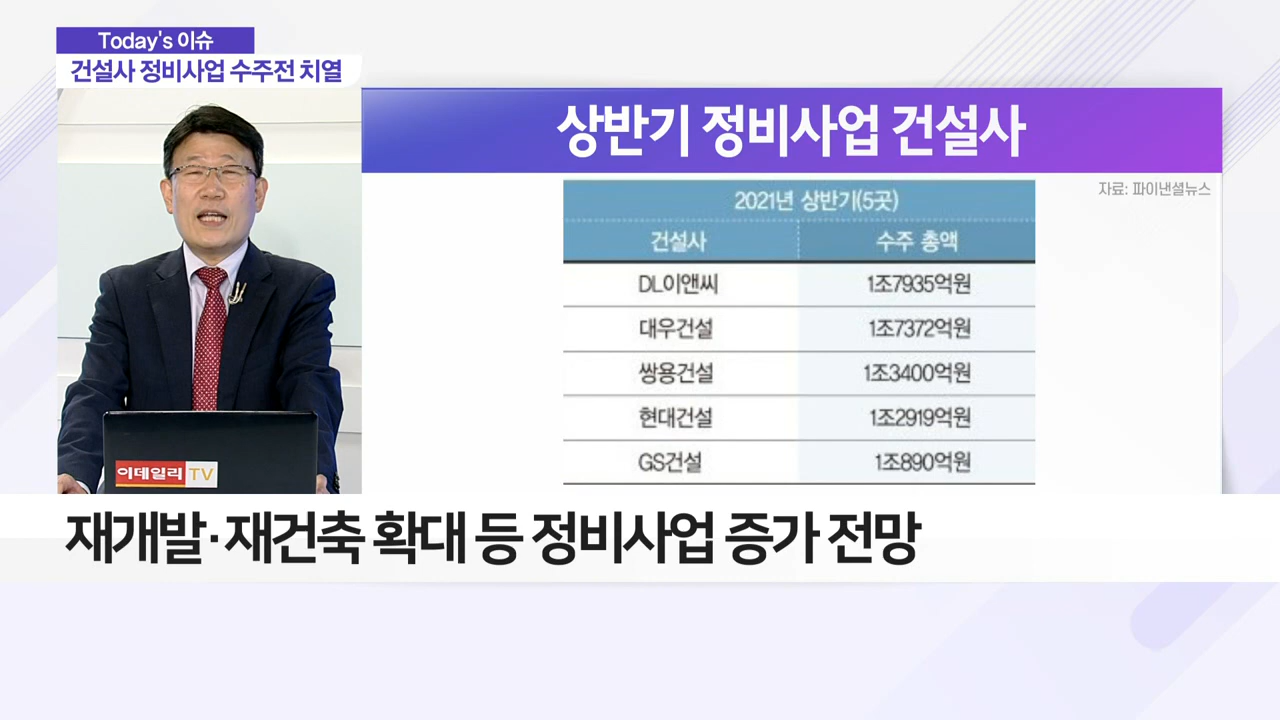 Today's 이슈
건설사 정비사업 수주전 치열
상반기 정비사업 건설사
자료: 파이낸셜뉴스
2021년 상반기(5곳)
건설사 수주 총액
DL이앤씨 1조7935억원
대우건설 1조7372억원
쌍용건설 1조3400억원
현대건설 1조2919억원
GS건설 1조890억원
이데일리 TV
재개발·재건축 확대 등 정비사업 증가 전망